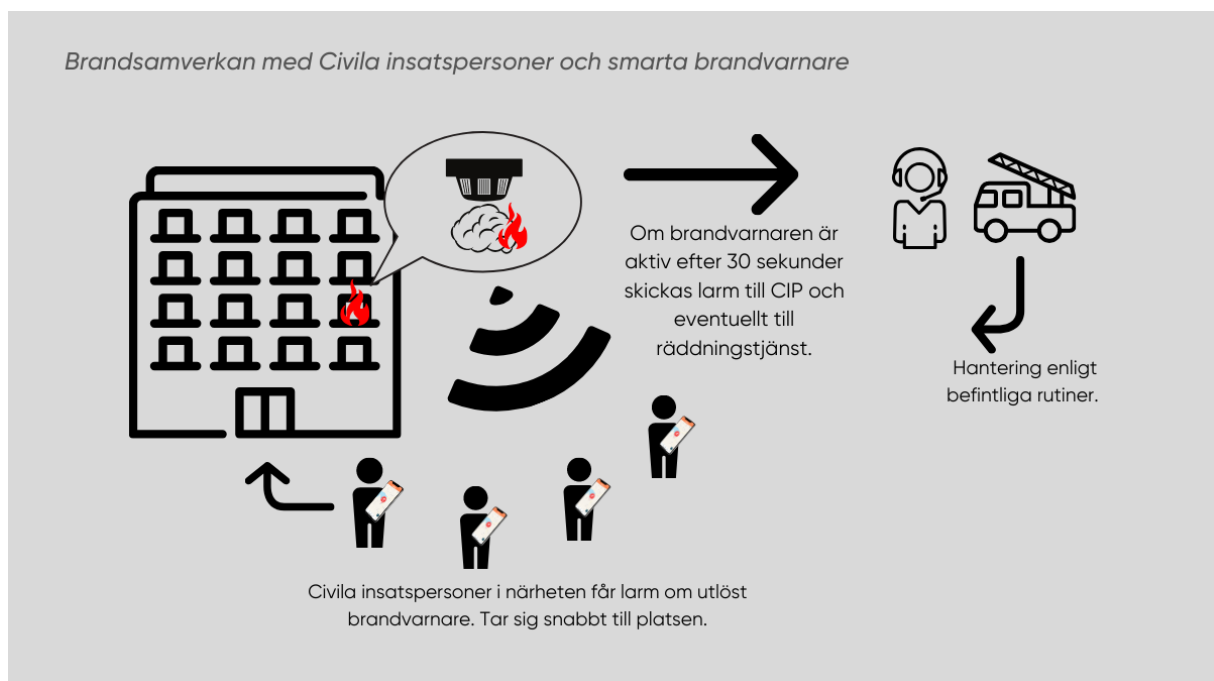 Brandsamverkan med Civila insatspersoner och smarta brandvarnare
Om brandvarnaren är
aktiv efter 30 sekunder
skickas larm till CIP och
eventuellt till
räddningstjänst.
Hantering enligt
befintliga rutiner.
Civila insatspersoner i närheten får larm om utlöst
brandvarnare. Tar sig snabbt till platsen.